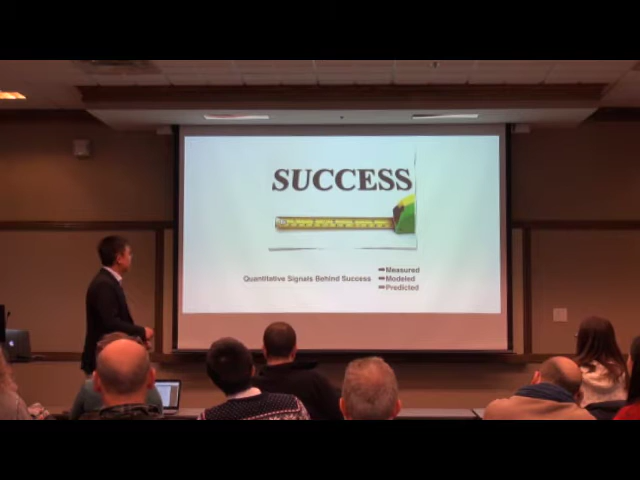 SUCCESS
Quantitative Signals Behind Success
Measured
Modeled
Predicted